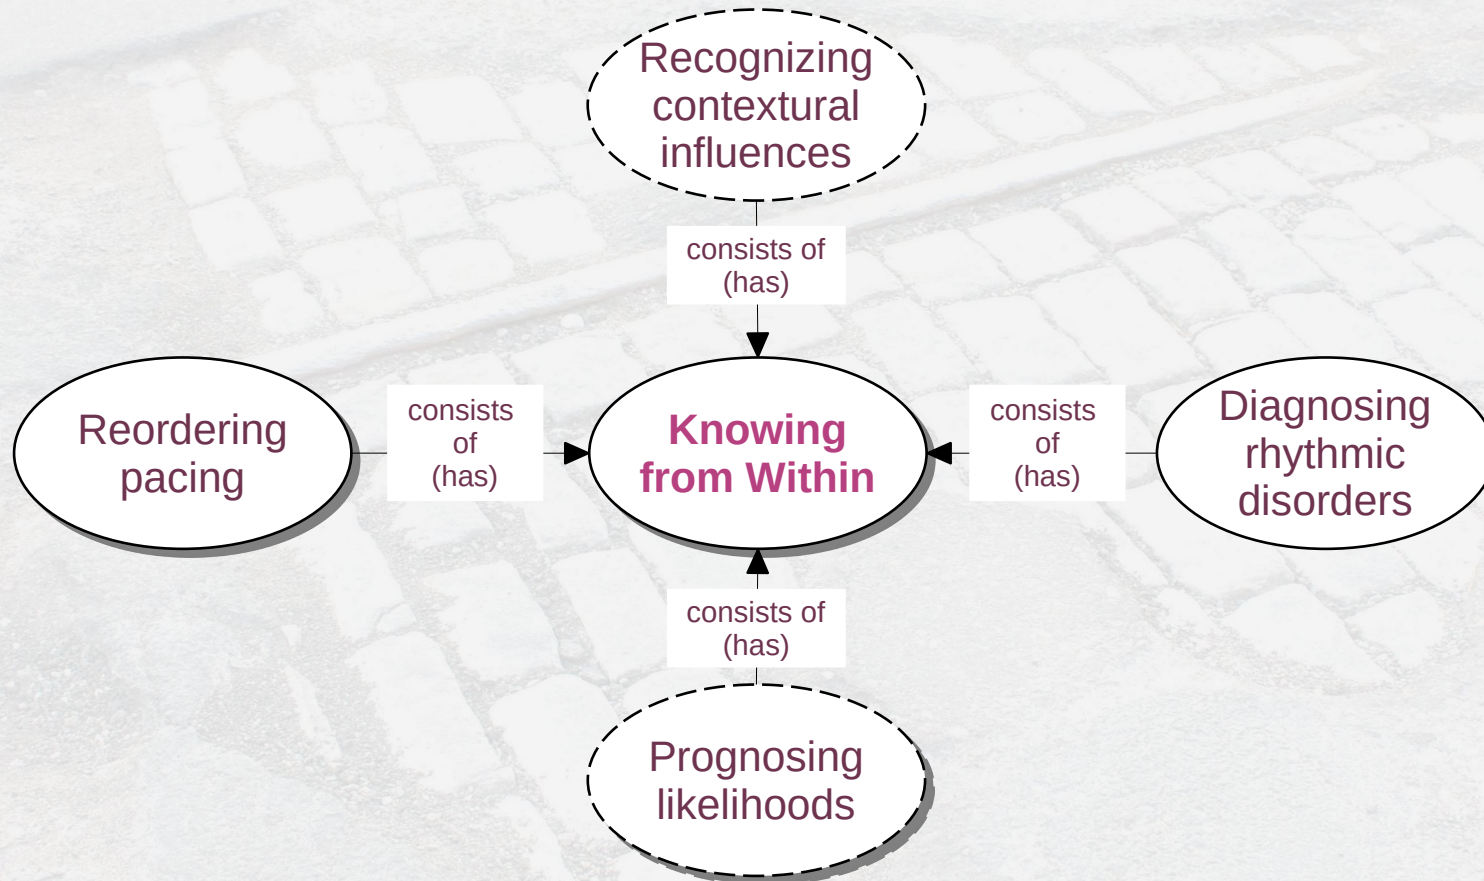 Recognizing
contextural
influences
consists of
(has)
Reordering
pacing
consists
of
(has)
Knowing
from Within
consists
of
(has)
Diagnosing
rhythmic
disorders
consists of
(has)
Prognosing
likelihoods